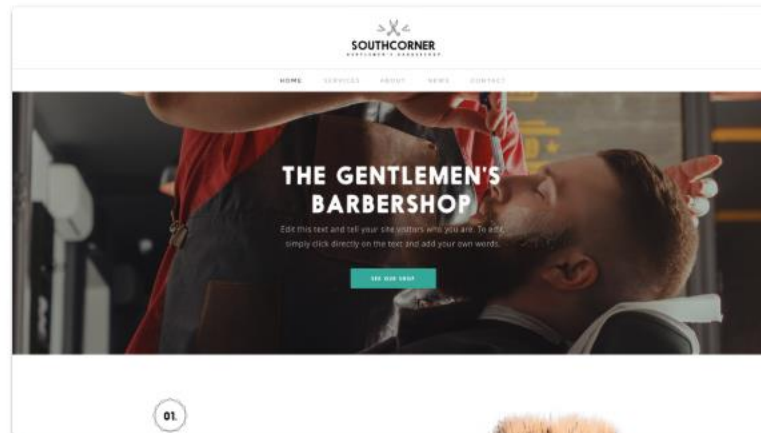 SOUTHCORNER
GENTLEMEN'S BARBERSHOP
HOME SERVICES ABOUT NEWS CONTACT
THE GENTLEMEN'S
BARBERSHOP
Edit this text and tell your site visitors who you are. To edit,
simply click directly on the text and add your own words.
SEE OUR SHOP
01.